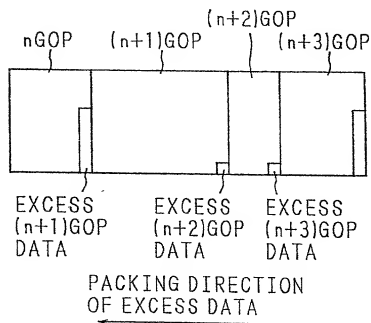 (n+2)GOP
nGOP (n+1)GOP (n+3)GOP
EXCESS EXCESS EXCESS
(n+1)GOP (n+2)GOP (n+3)GOP
DATA DATA DATA
PACKING DIRECTION
OF EXCESS DATA